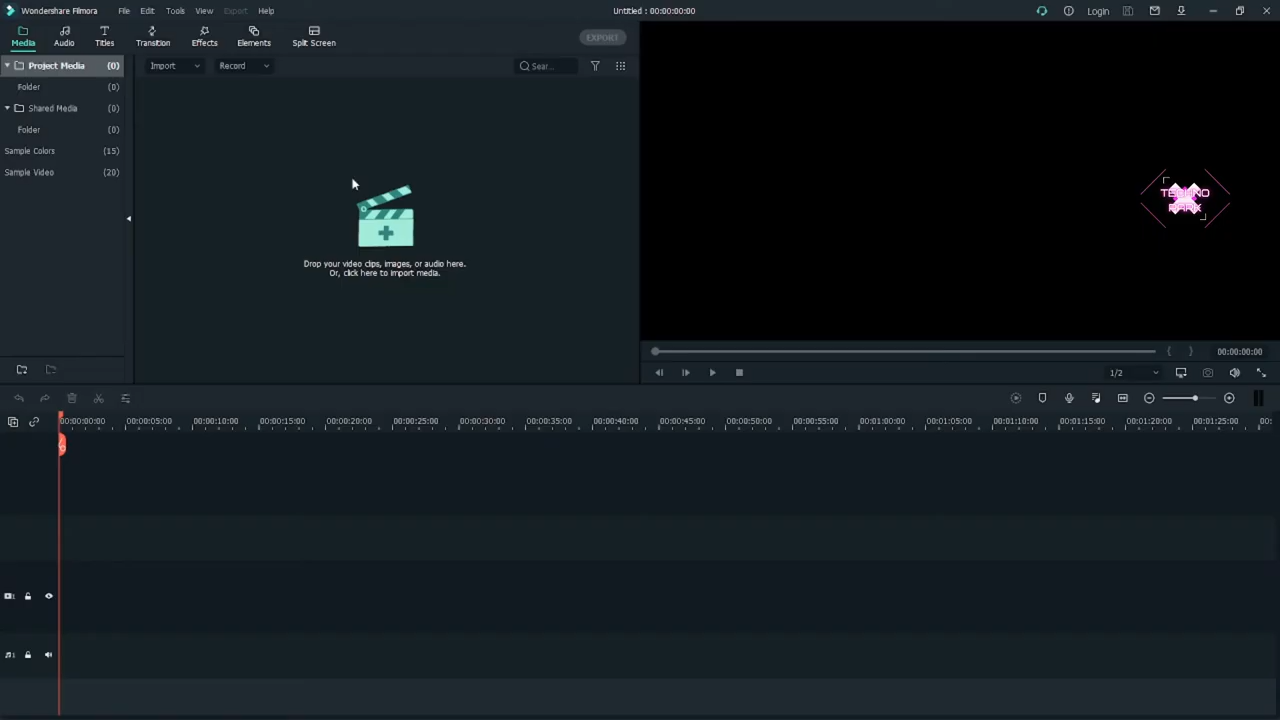 Wondershare Filmora File Edit Tools View Export Help Untitled : 00:00:00:00 Login
Media Audio Titles Transition Effects Elements Split Screen EXPORT
Project Media (0) Import Record Sear...
Folder (0)
Shared Media (0)
Folder (0)
Sample Colors (15)
Sample Video (20)
TECHNO
PARK
Drop your video clips, images, or audio here.
Or, click here to import media.
{ } 00:00:00:00
1/2
00:00:00:00 00:00:05:00 00:00:10:00 00:00:15:00 00:00:20:00 00:00:25:00 00:00:30:00 00:00:35:00 00:00:40:00 00:00:45:00 00:00:50:00 00:00:55:00 00:01:00:00 00:01:05:00 00:01:10:00 00:01:15:00 00:01:20:00 00:01:25:00 00:
1
1